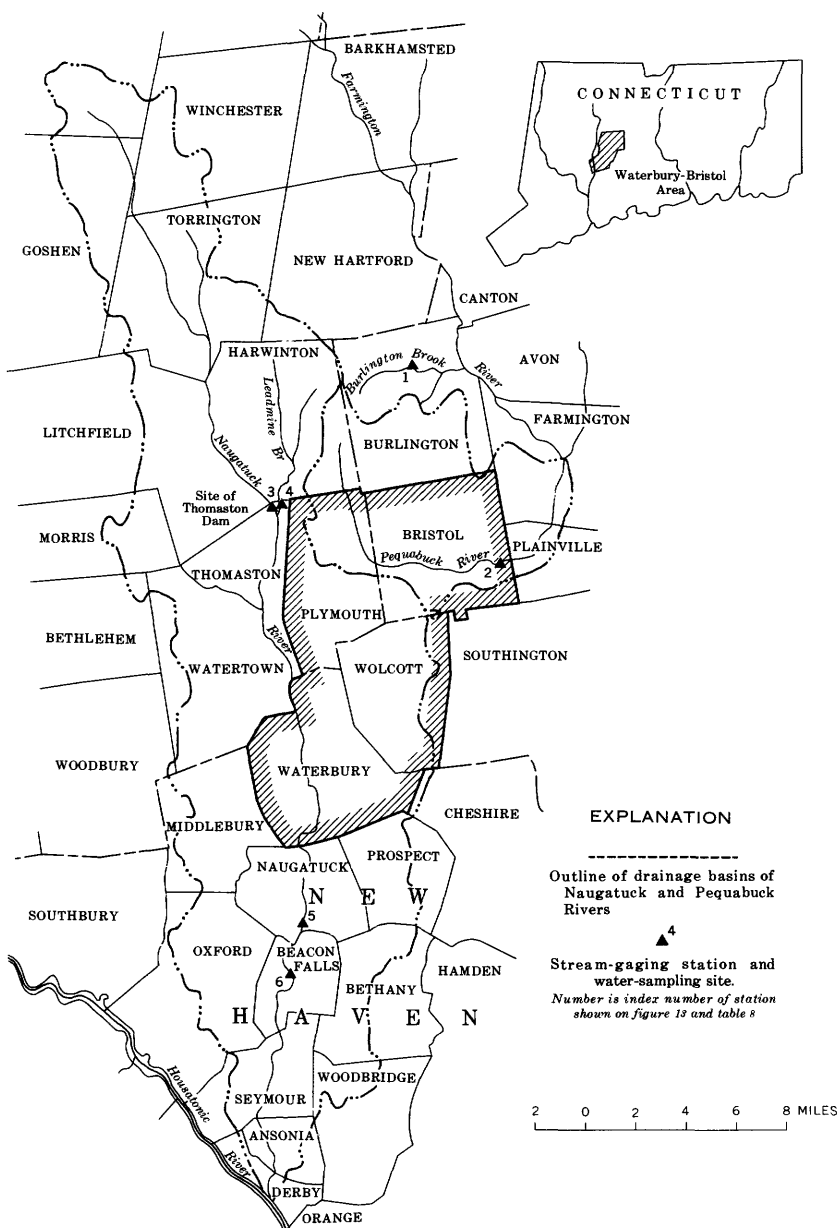 BARKHAMSTED
Farmington
WINCHESTER
CONNECTICUT
Waterbury-Bristol
Area
TORRINGTON
GOSHEN
NEW HARTFORD
CANTON
HARWINTON
Burlington Brook
1
River
AVON
Leadmine Br
LITCHFIELD
FARMINGTON
BURLINGTON
Naugatuck
3 4
Site of
Thomaston
Dam
MORRIS
BRISTOL
Pequabuck River
2
PLAINVILLE
THOMASTON
PLYMOUTH
BETHLEHEM
River
WATERTOWN
WOLCOTT
SOUTHINGTON
WOODBURY
WATERBURY
MIDDLEBURY
CHESHIRE
NAUGATUCK
PROSPECT
NEW
SOUTHBURY
5
OXFORD
BEACON
FALLS
6
BETHANY
HAMDEN
HAVEN
Housatonic
River
WOODBRIDGE
SEYMOUR
ANSONIA
DERBY
ORANGE
EXPLANATION
Outline of drainage basins of
Naugatuck and Pequabuck
Rivers
4
Stream-gaging station and
water-sampling site.
Number is index number of station
shown on figure 13 and table 8
2 0 2 4 6 8 MILES